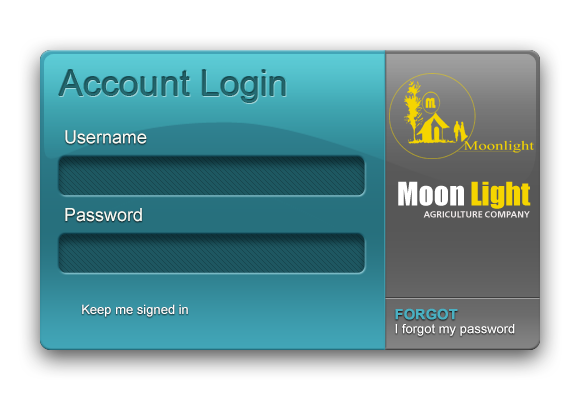 Account Login
Username
Password
Keep me signed in
M
Moonlight
Moon Light
AGRICULTURE COMPANY
FORGOT
I forgot my password